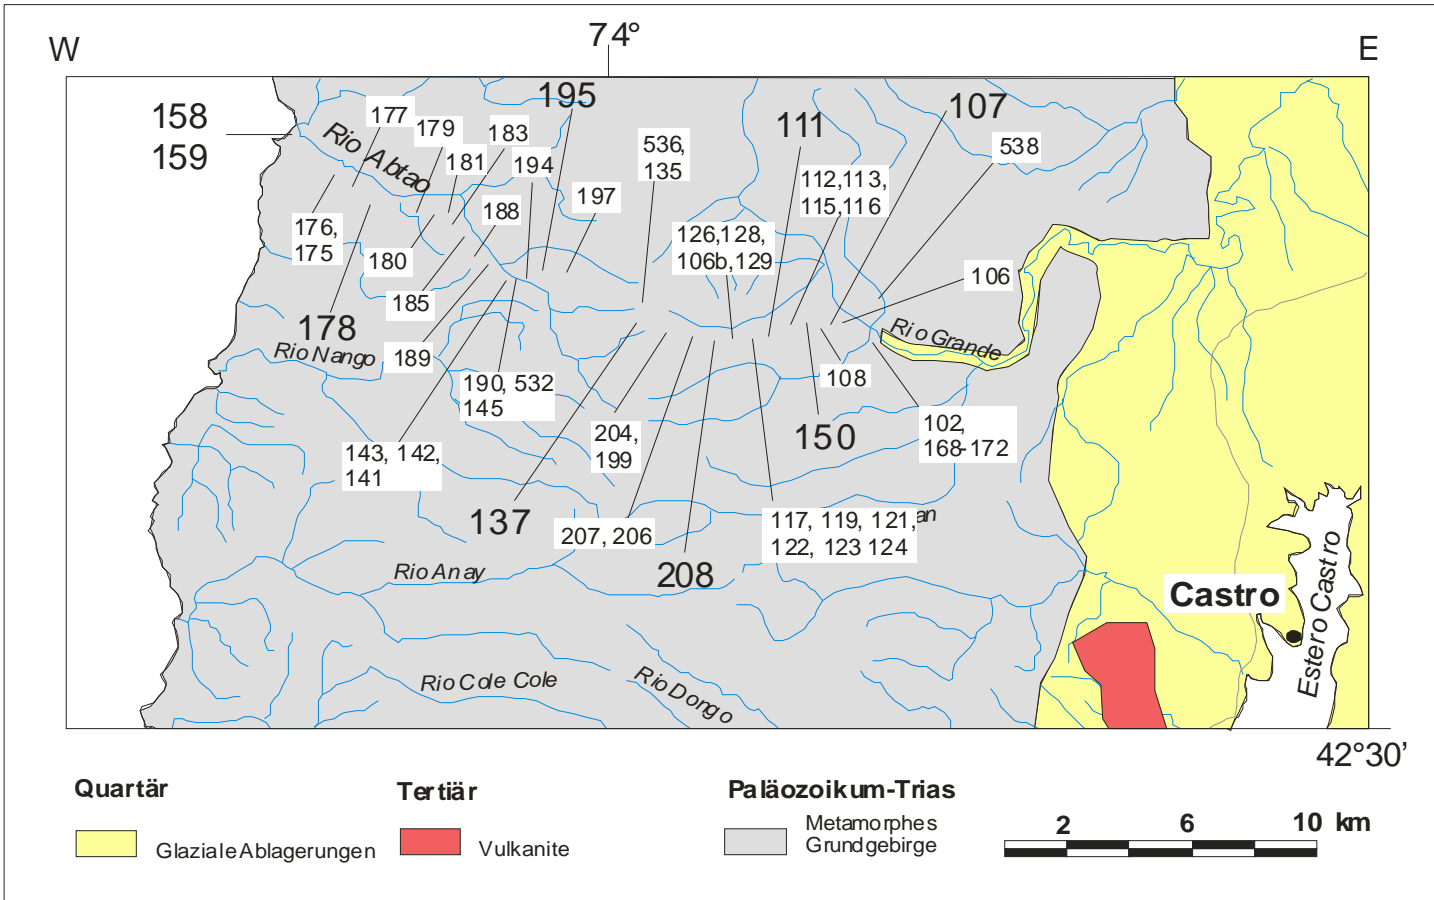 W
74°
E
158
159
177
179
183
181
194
195
197
188
536,
135
111
107
538
112,113,
115,116
126,128,
106b,129
106
Rio Abtao
176,
175
180
185
178
Rio Nango
189
190, 532
145
143, 142,
141
137
204,
199
207, 206
208
108
150
Rio Grande
102,
168-172
117, 119, 121,
122, 123 124
an
Rio Anay
Rio Cole Cole
Rio Dongo
Castro
Estero Castro
42°30'
Quartär
Glaziale Ablagerungen
Tertiär
Vulkanite
Paläozoikum-Trias
Metamorphes
Grundgebirge
2 6 10 km